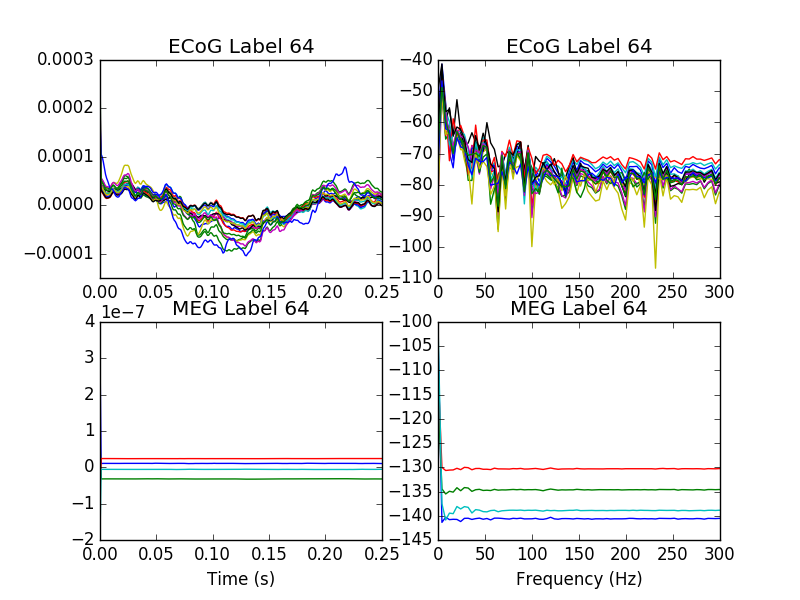 ECoG Label 64
0.0003
0.0002
0.0001
0.0000
−0.0001
0.00 0.05 0.10 0.15 0.20 0.25
ECoG Label 64
−40
−50
−60
−70
−80
−90
−100
−110
0 50 100 150 200 250 300
MEG Label 64
1e−7
4
3
2
1
0
−1
−2
0.00 0.05 0.10 0.15 0.20 0.25
Time (s)
MEG Label 64
−100
−105
−110
−115
−120
−125
−130
−135
−140
−145
0 50 100 150 200 250 300
Frequency (Hz)